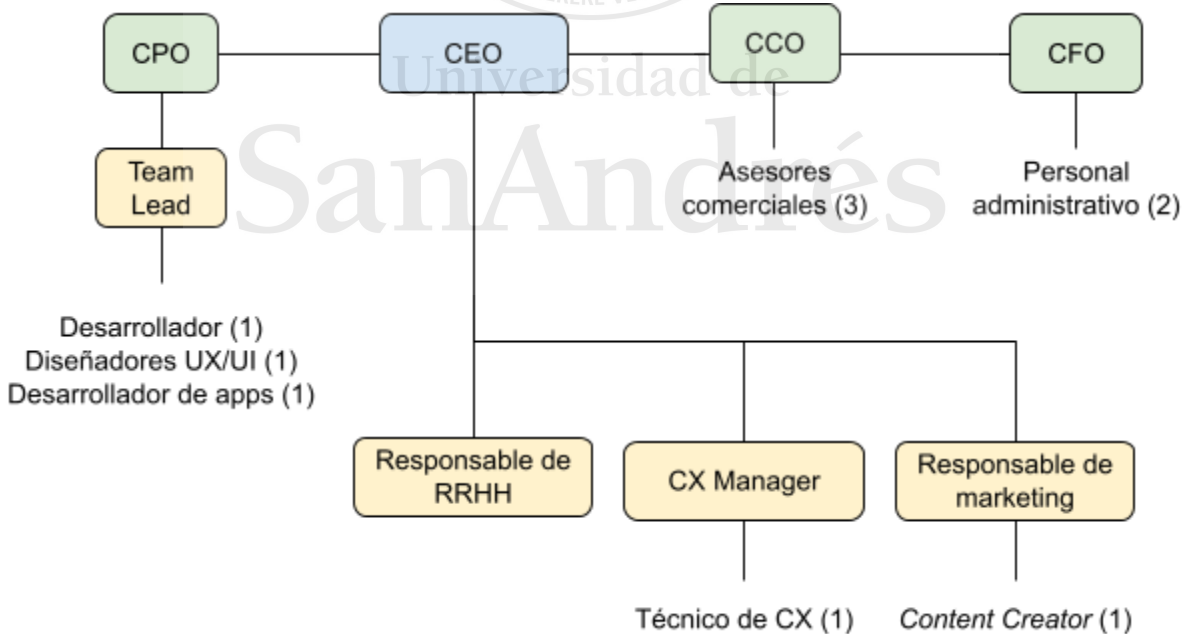 CPO
CEO
CCO
CFO
Universidad de
SanAndrés
Team
Lead
Asesores
comerciales (3)
Personal
administrativo (2)
Desarrollador (1)
Diseñadores UX/UI (1)
Desarrollador de apps (1)
Responsable de
RRHH
CX Manager
Responsable de
marketing
Técnico de CX (1)
Content Creator (1)